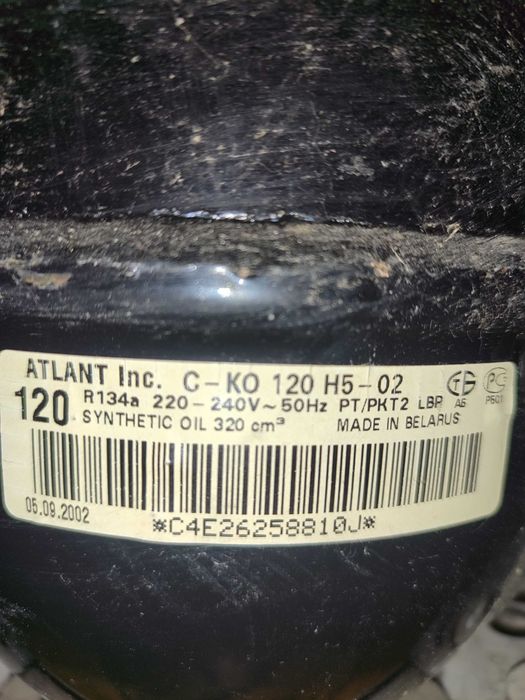 ATLANT Inc. C-KO 120 H5-02
120 R134a 220-240V~50Hz PT/PKT2 LBP A6
SYNTHETIC OIL 320 cm³ MADE IN BELARUS
05.09.2002
*C4E26258810J*